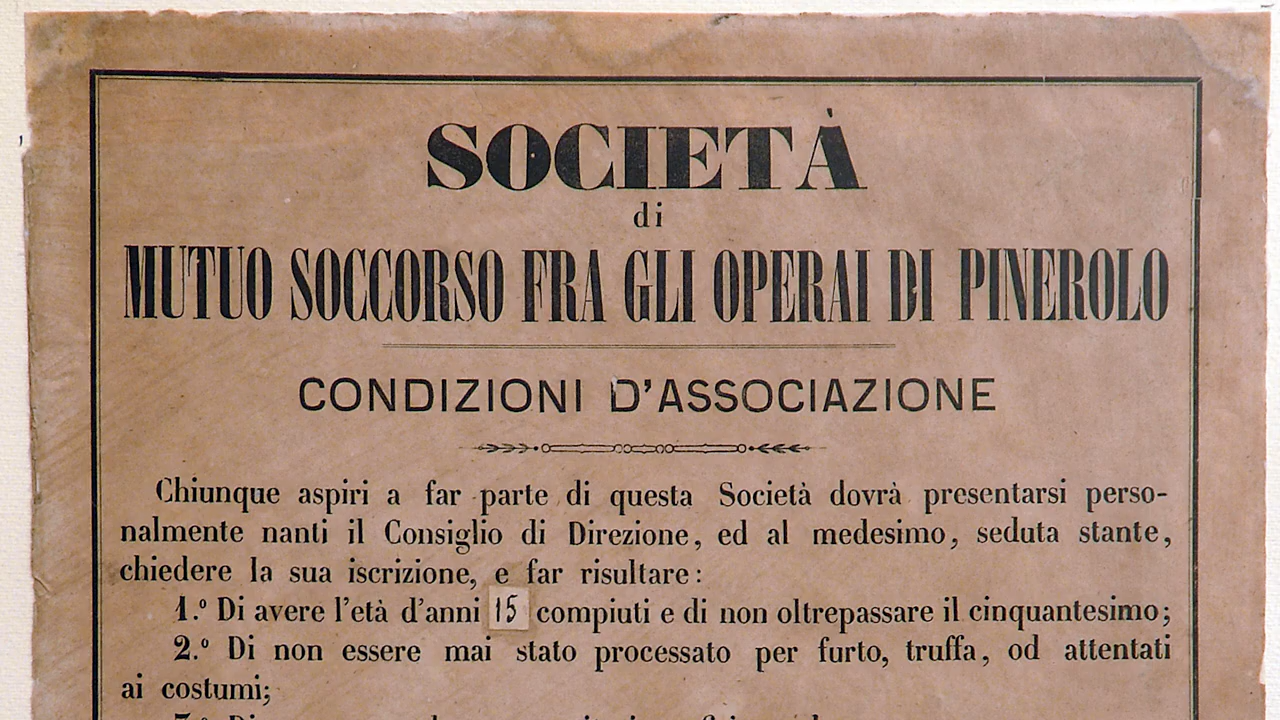 SOCIETÀ
di
MUTUO SOCCORSO FRA GLI OPERAI DI PINEROLO
CONDIZIONI D'ASSOCIAZIONE
Chiunque aspiri a far parte di questa Società dovrà presentarsi perso-
nalmente nanti il Consiglio di Direzione, ed al medesimo, seduta stante,
chiedere la sua iscrizione, e far risultare:
1.° Di avere l'età d'anni 15 compiuti e di non oltrepassare il cinquantesimo;
2.° Di non essere mai stato processato per furto, truffa, od attentati
ai costumi;